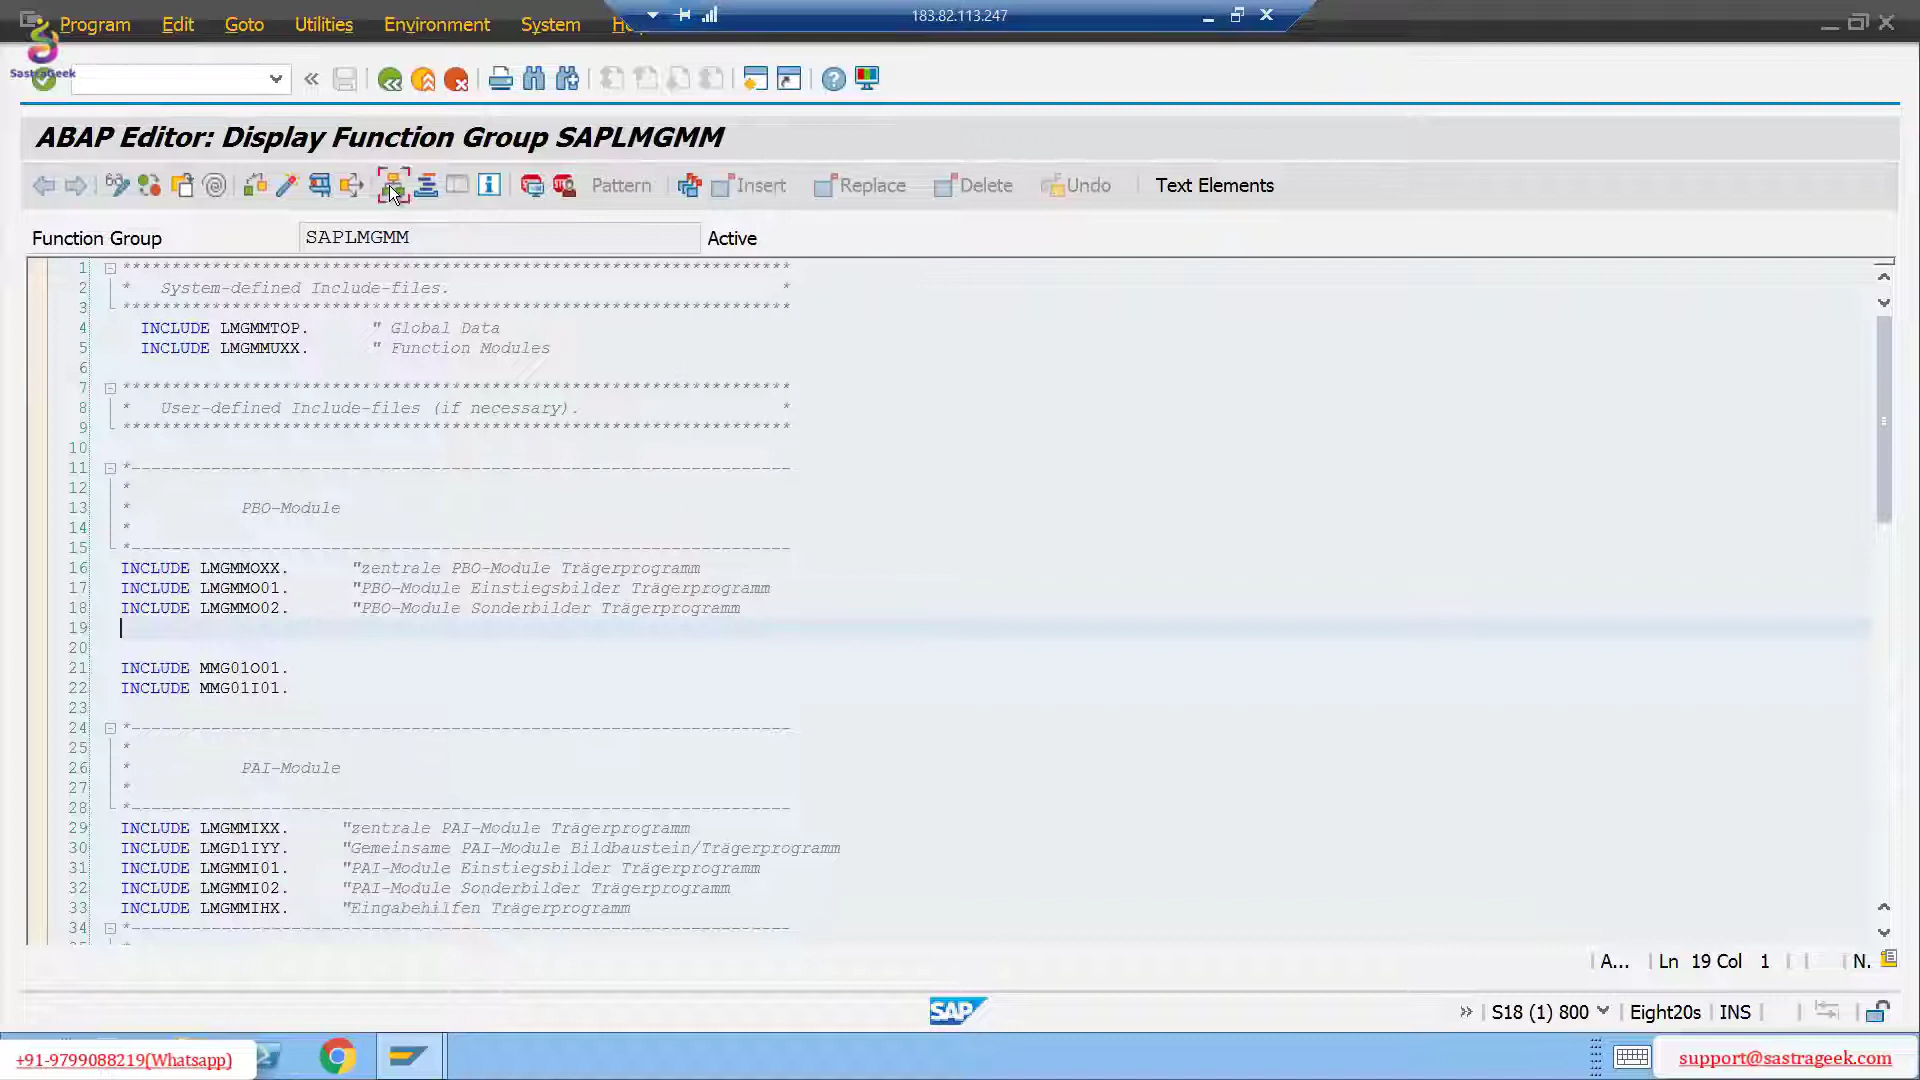 Program Edit Goto Utilities Environment System
183.82.113.247
SastraGeek
ABAP Editor: Display Function Group SAPLMGMM
Pattern Insert Replace Delete Undo Text Elements
Function Group SAPLMGMM Active
1 *******************************************************************
2 * System-defined Include-files. *
3 *******************************************************************
4 INCLUDE LMGMMTOP. " Global Data
5 INCLUDE LMGMMUXX. " Function Modules
6
7 *******************************************************************
8 * User-defined Include-files (if necessary). *
9 *******************************************************************
10
11 *------------------------------------------------------------------
12 *
13 * PBO-Module
14 *
15 *------------------------------------------------------------------
16 INCLUDE LMGMMOXX. "zentrale PBO-Module Trägerprogramm
17 INCLUDE LMGMMO01. "PBO-Module Einstiegsbilder Trägerprogramm
18 INCLUDE LMGMMO02. "PBO-Module Sonderbilder Trägerprogramm
19
20
21 INCLUDE MMG01O01.
22 INCLUDE MMG01I01.
23
24 *------------------------------------------------------------------
25 *
26 * PAI-Module
27 *
28 *------------------------------------------------------------------
29 INCLUDE LMGMMIXX. "zentrale PAI-Module Trägerprogramm
30 INCLUDE LMGD1IYY. "Gemeinsame PAI-Module Bildbaustein/Trägerprogramm
31 INCLUDE LMGMMI01. "PAI-Module Einstiegsbilder Trägerprogramm
32 INCLUDE LMGMMI02. "PAI-Module Sonderbilder Trägerprogramm
33 INCLUDE LMGMMIHX. "Eingabehilfen Trägerprogramm
34 *------------------------------------------------------------------
A... Ln 19 Col 1 N.
SAP
S18 (1) 800 Eight20s INS
+91-9799088219(Whatsapp)
support@sastrageek.com